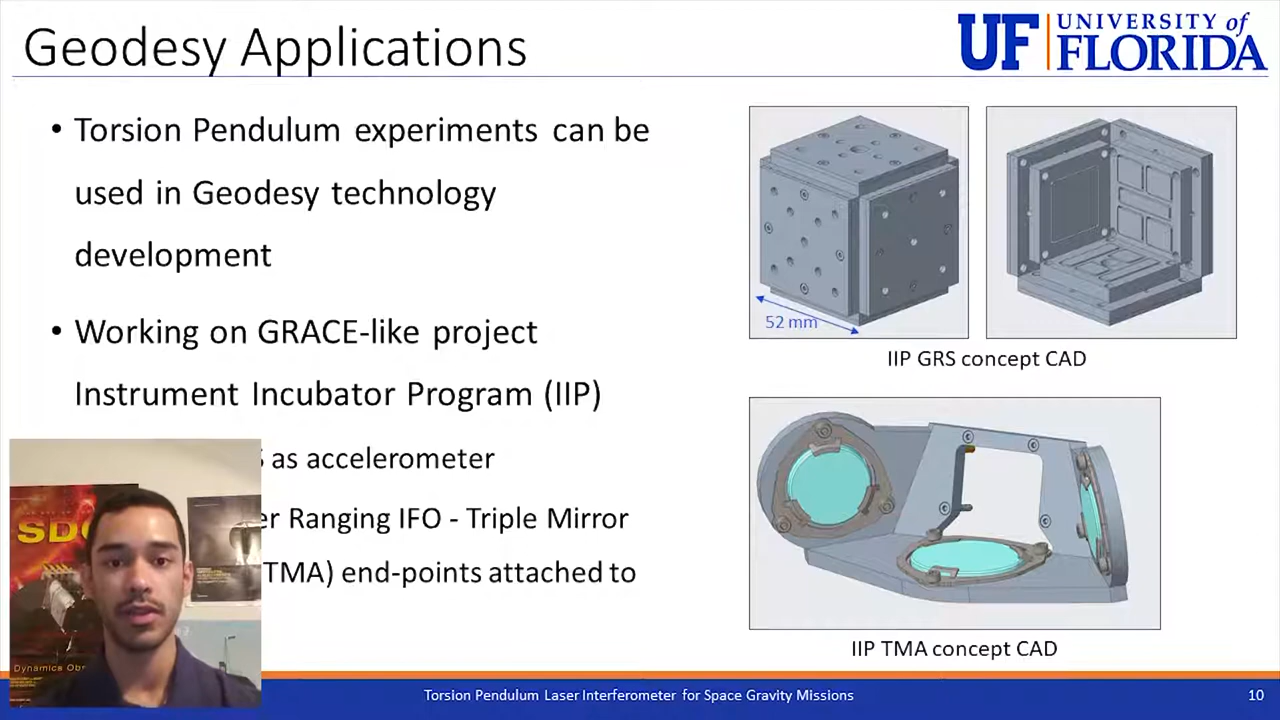 Geodesy Applications
UF UNIVERSITY of
FLORIDA
• Torsion Pendulum experiments can be
used in Geodesy technology
development
• Working on GRACE-like project
Instrument Incubator Program (IIP)
as accelerometer
Ranging IFO - Triple Mirror
TMA) end-points attached to
52 mm
IIP GRS concept CAD
IIP TMA concept CAD
Dynamics
Torsion Pendulum Laser Interferometer for Space Gravity Missions
10